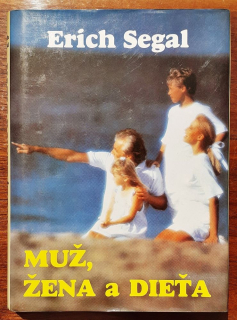 Erich Segal
MUŽ,
ŽENA a DIEŤA